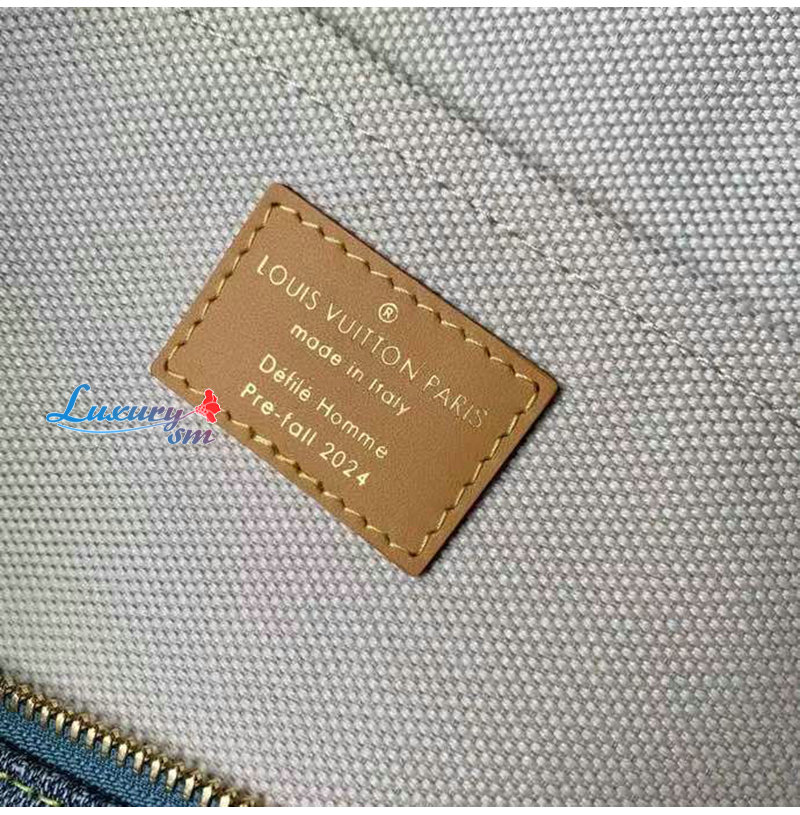 LOUIS VUITTON PARIS
®
made in Italy
Défilé Homme
Pre-fall 2024
Luxury
sm